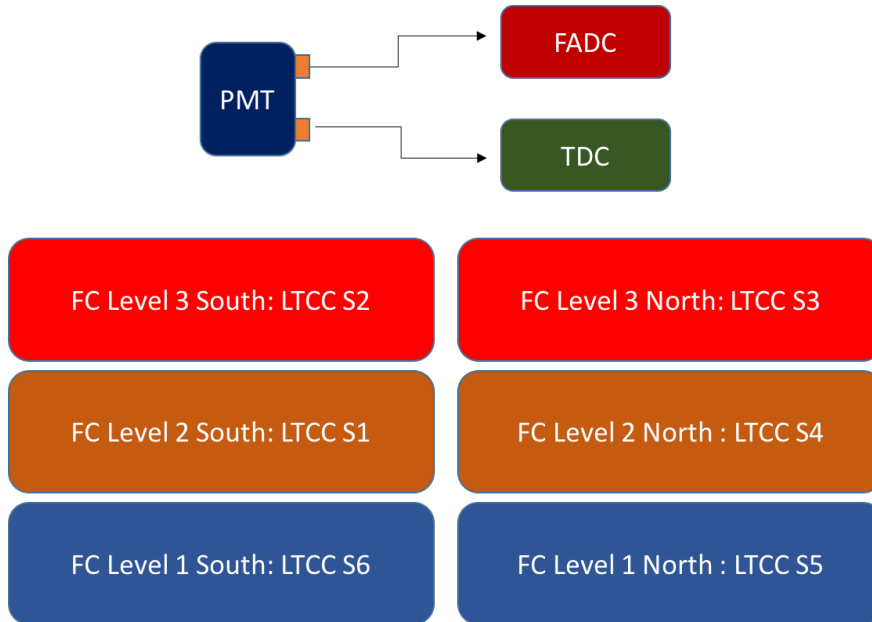 FADC
PMT
TDC
FC Level 3 South: LTCC S2
FC Level 3 North: LTCC S3
FC Level 2 South: LTCC S1
FC Level 2 North : LTCC S4
FC Level 1 South: LTCC S6
FC Level 1 North : LTCC S5